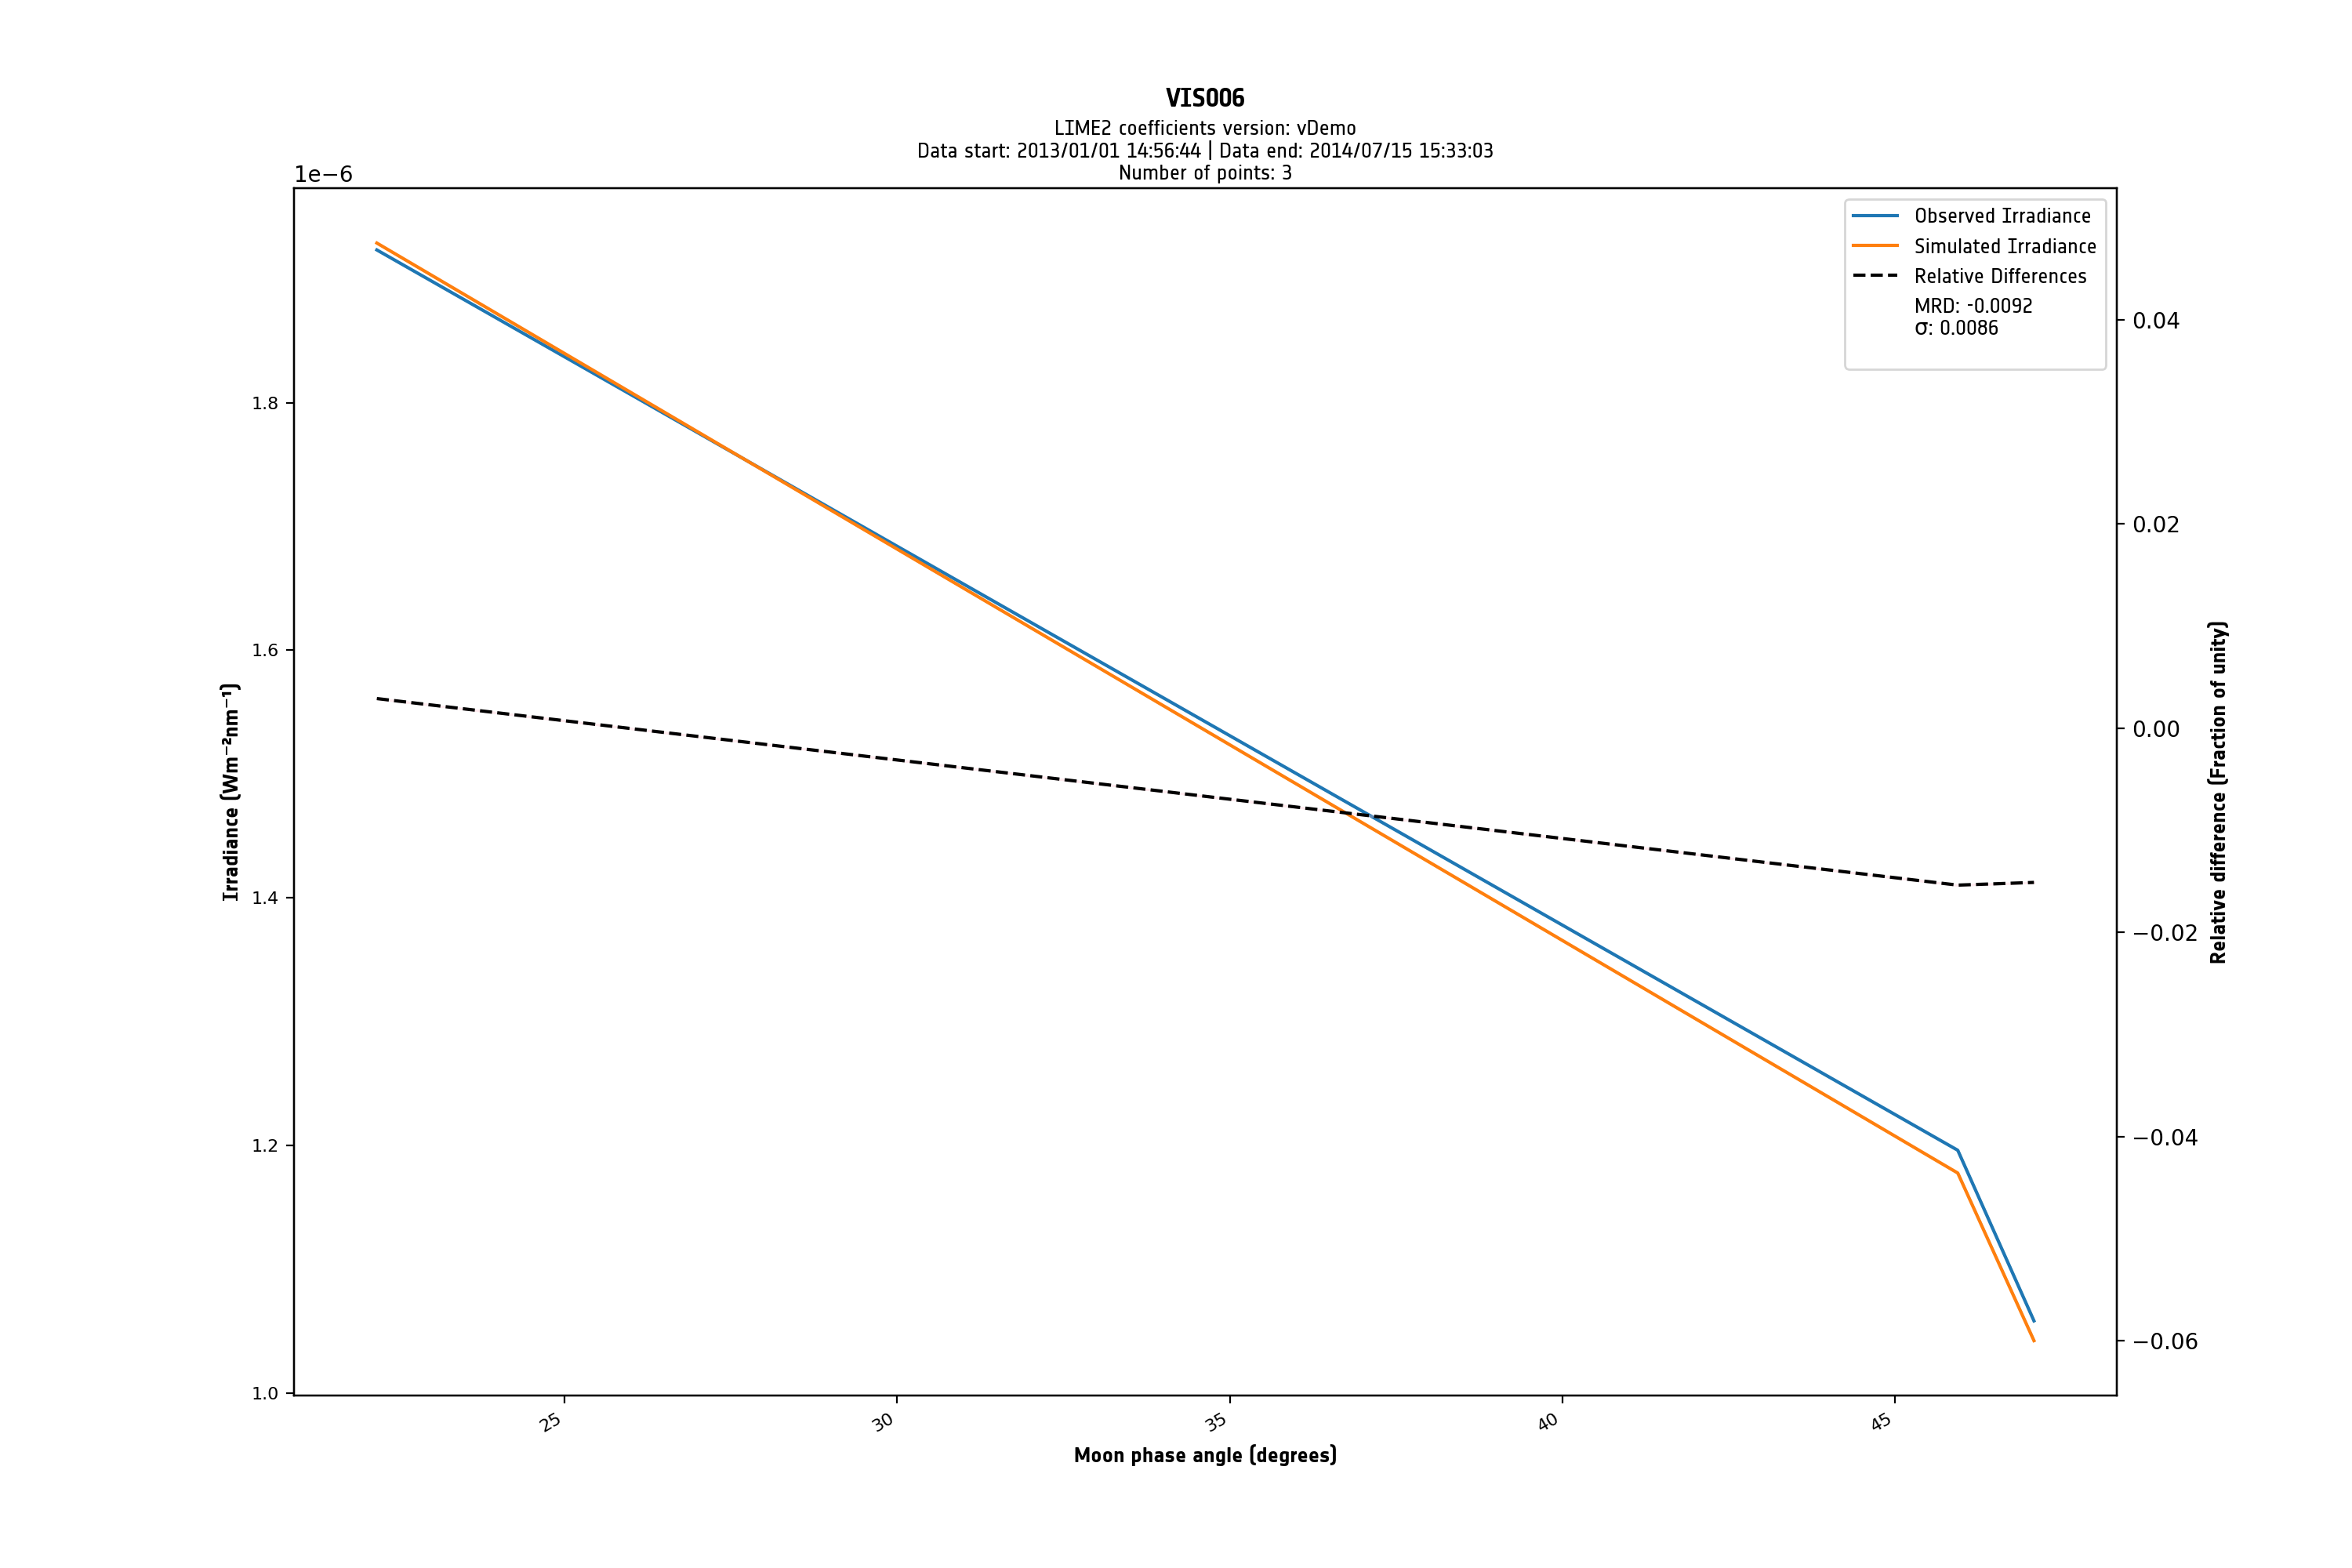 VIS006
LIME2 coefficients version: vDemo
Data start: 2013/01/01 14:56:44 | Data end: 2014/07/15 15:33:03
Number of points: 3
1e−6
Observed Irradiance
Simulated Irradiance
Relative Differences
MRD: -0.0092
σ: 0.0086
1.8
1.6
1.4
1.2
1.0
Irradiance (Wm⁻²nm⁻¹)
0.04
0.02
0.00
−0.02
−0.04
−0.06
Relative difference (Fraction of unity)
25
30
35
40
45
Moon phase angle (degrees)